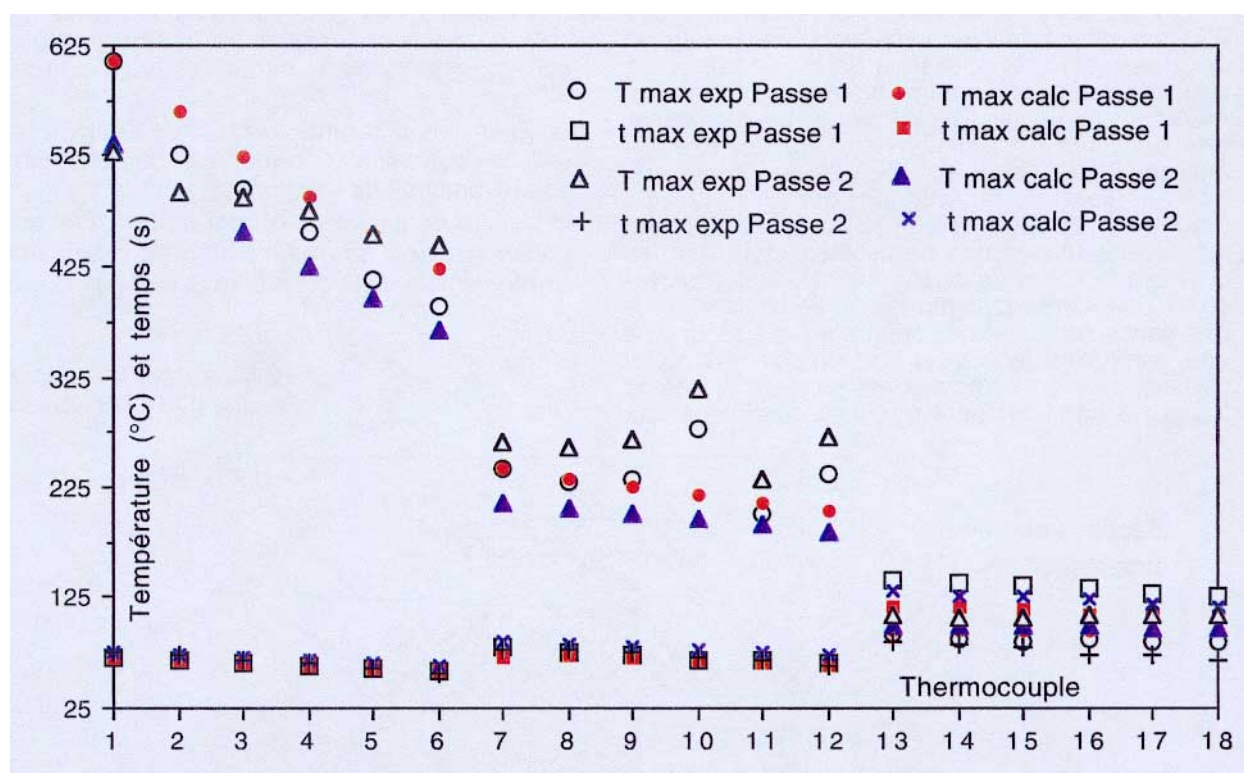 625
525
425
325
225
125
25
Température (°C) et temps (s)
T max exp Passe 1
T max calc Passe 1
t max exp Passe 1
t max calc Passe 1
T max exp Passe 2
T max calc Passe 2
t max exp Passe 2
t max calc Passe 2
Thermocouple
1 2 3 4 5 6 7 8 9 10 11 12 13 14 15 16 17 18